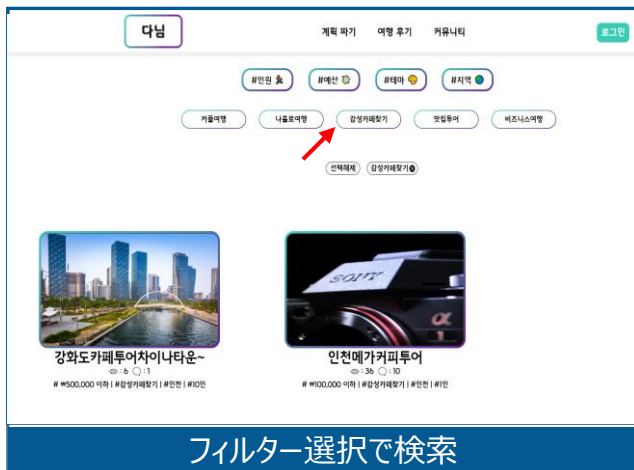 다님 계획 짜기 여행 후기 커뮤니티 로그인
#인원 #예산 #테마 #지역
커플여행 나홀로여행 감성카페찾기 맛집투어 비즈니스여행
선택해제 감성카페찾기
SONY
α
강화도카페투어차이나타운~ 인천메가커피투어
: 6 : 1 : 36 : 10
# ₩500,000 이하 | #감성카페찾기 | #인천 | #10인 # ₩100,000 이하 | #감성카페찾기 | #인천 | #1인
フィルター選択で検索